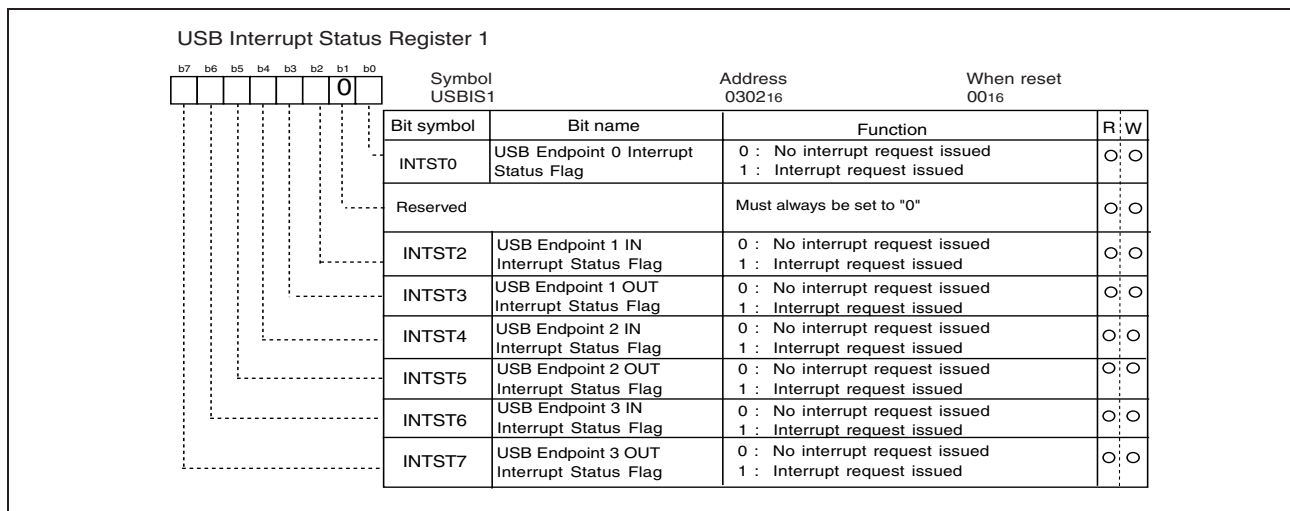 USB Interrupt Status Register 1
b7 b6 b5 b4 b3 b2 b1 b0
0
Symbol Address When reset
USBIS1 030216 0016
Bit symbol Bit name Function R W
INTST0 USB Endpoint 0 Interrupt Status Flag 0 : No interrupt request issued 1 : Interrupt request issued O O
Reserved Must always be set to "0" O O
INTST2 USB Endpoint 1 IN Interrupt Status Flag 0 : No interrupt request issued 1 : Interrupt request issued O O
INTST3 USB Endpoint 1 OUT Interrupt Status Flag 0 : No interrupt request issued 1 : Interrupt request issued O O
INTST4 USB Endpoint 2 IN Interrupt Status Flag 0 : No interrupt request issued 1 : Interrupt request issued O O
INTST5 USB Endpoint 2 OUT Interrupt Status Flag 0 : No interrupt request issued 1 : Interrupt request issued O O
INTST6 USB Endpoint 3 IN Interrupt Status Flag 0 : No interrupt request issued 1 : Interrupt request issued O O
INTST7 USB Endpoint 3 OUT Interrupt Status Flag 0 : No interrupt request issued 1 : Interrupt request issued O O